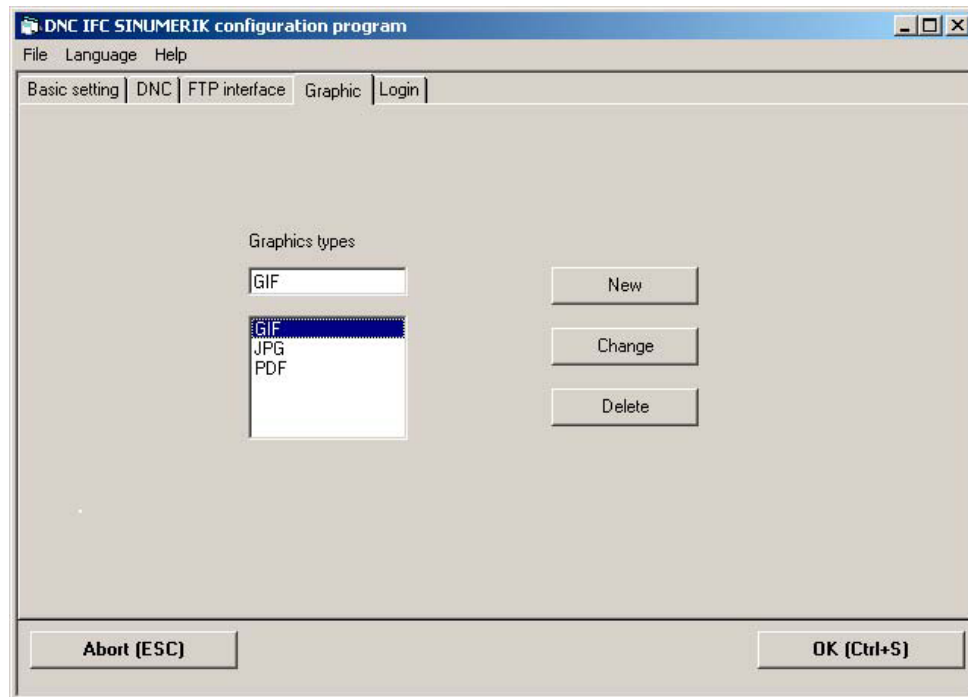 DNC IFC SINUMERIK configuration program
File Language Help
Basic setting DNC FTP interface Graphic Login
Graphics types
GIF
New
GIF
JPG
Change
PDF
Delete
Abort (ESC)
OK (Ctrl+S)